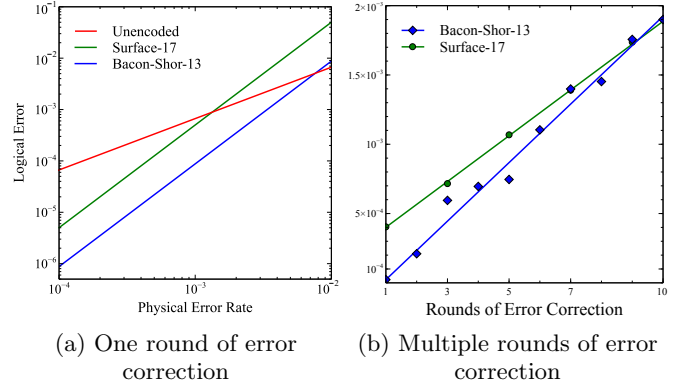 10^-1
10^-2
10^-3
10^-4
10^-5
10^-6
Logical Error
Unencoded
Surface-17
Bacon-Shor-13
10^-4
10^-3
10^-2
Physical Error Rate
(a) One round of error
correction
2×10^-3
1.5×10^-3
10^-3
5×10^-4
10^-4
Bacon-Shor-13
Surface-17
1
3
5
7
9
10
Rounds of Error Correction
(b) Multiple rounds of error
correction